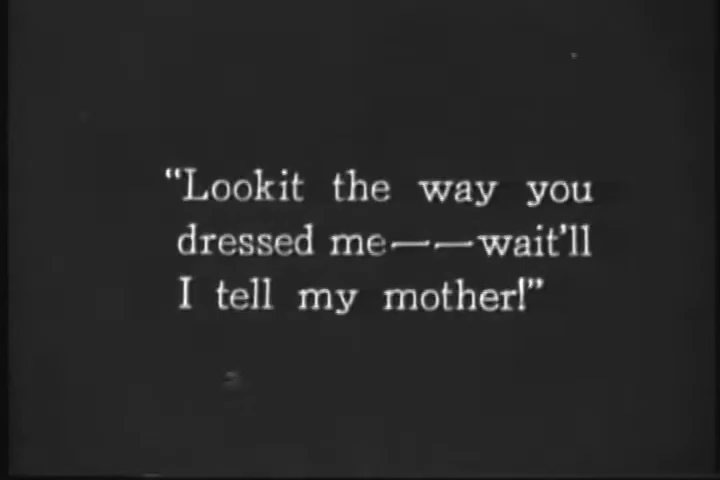 “Lookit the way you
dressed me——wait'll
I tell my mother!”